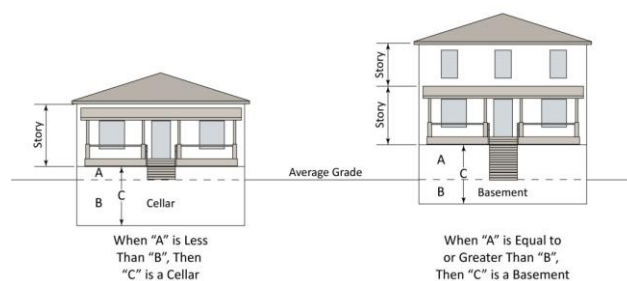 Story
A
B
C
Cellar
When "A" is Less
Than "B", Then
"C" is a Cellar
Average Grade
Story
Story
A
B
C
Basement
When "A" is Equal to
or Greater Than "B",
Then "C" is a Basement